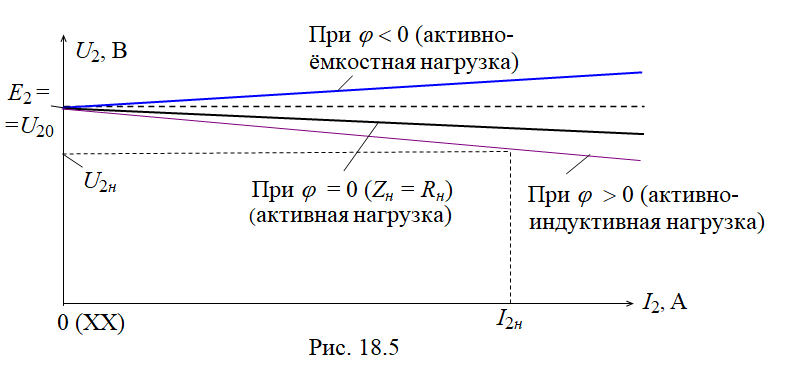 U2, В
При φ < 0 (активно-
ёмкостная нагрузка)
E2 =
=U20
U2н
При φ = 0 (Zн = Rн)
(активная нагрузка)
При φ > 0 (активно-
индуктивная нагрузка)
0 (ХХ)
I2н
I2, А
Рис. 18.5